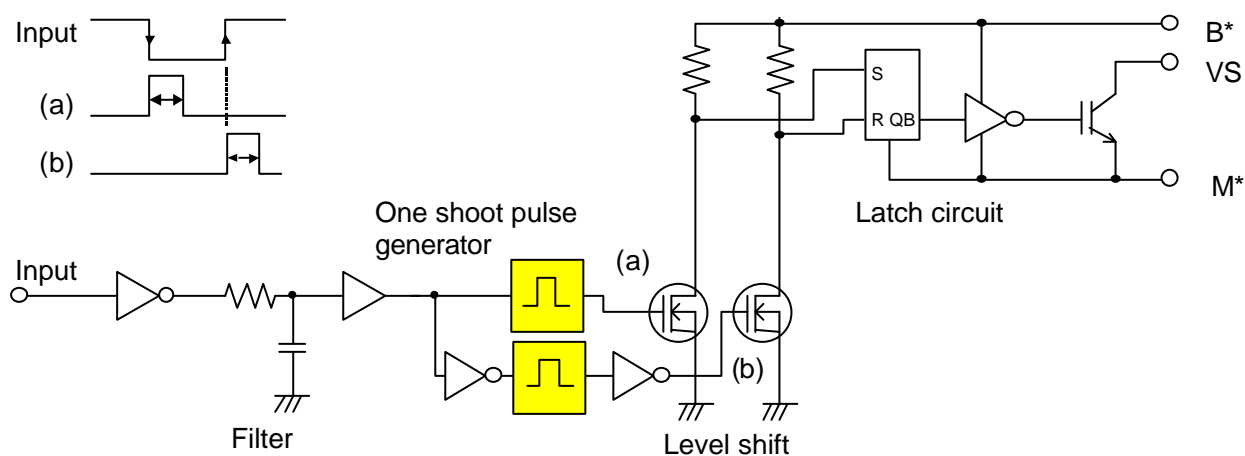 Input
(a)
(b)
B*
VS
S
R QB
M*
Latch circuit
One shoot pulse
generator
(a)
Input
(b)
Filter
Level shift